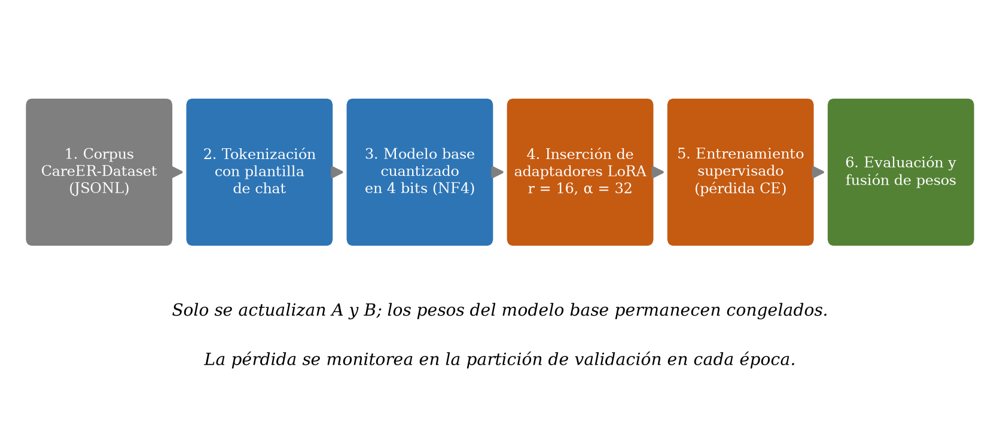 1. Corpus
CareER-Dataset
(JSONL)
2. Tokenización
con plantilla
de chat
3. Modelo base
cuantizado
en 4 bits (NF4)
4. Inserción de
adaptadores LoRA
r = 16, α = 32
5. Entrenamiento
supervisado
(pérdida CE)
6. Evaluación y
fusión de pesos
Solo se actualizan A y B; los pesos del modelo base permanecen congelados.
La pérdida se monitorea en la partición de validación en cada época.